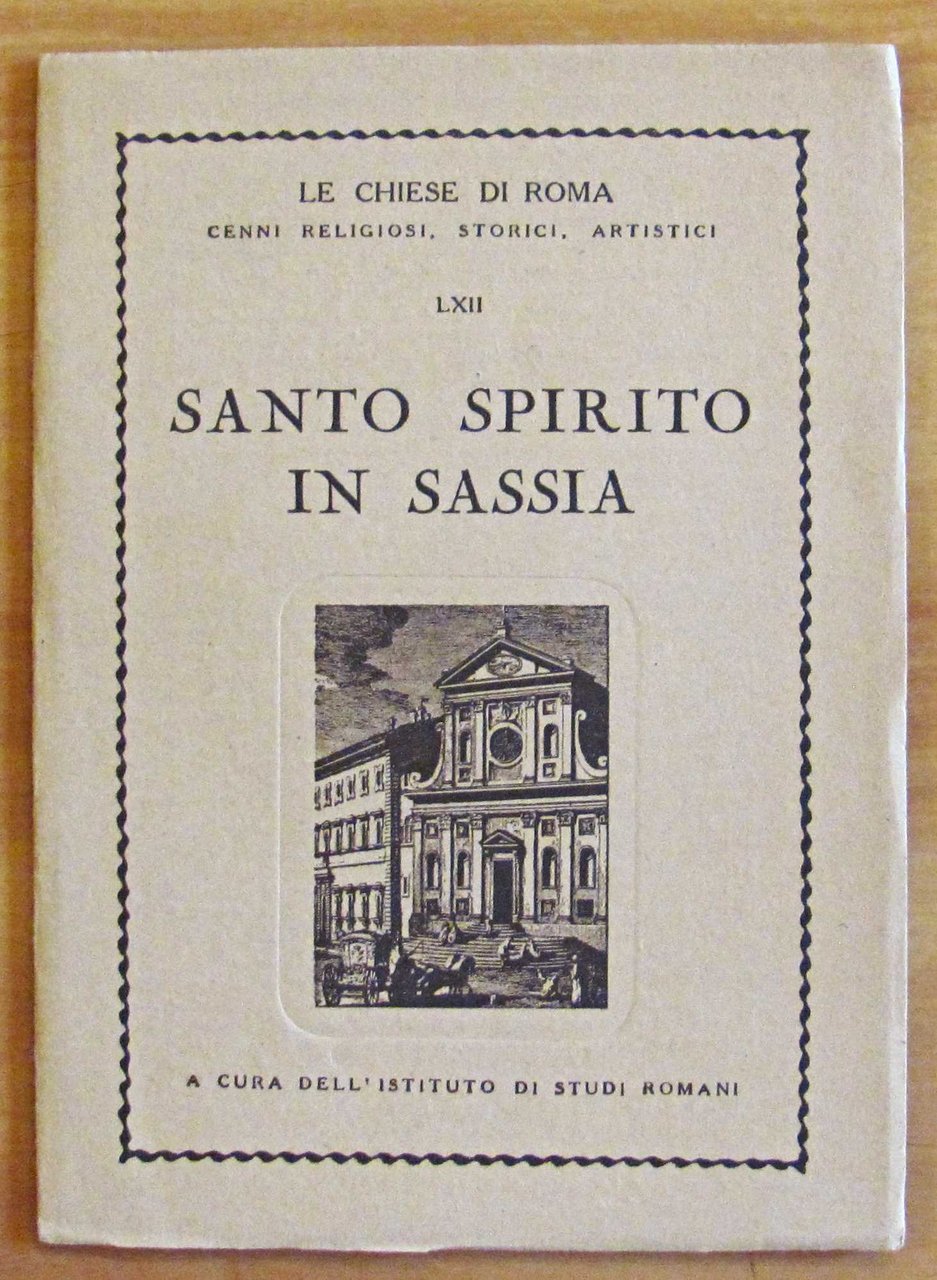 LE CHIESE DI ROMA
CENNI RELIGIOSI, STORICI, ARTISTICI
LXII
SANTO SPIRITO
IN SASSIA
A CURA DELL'ISTITUTO DI STUDI ROMANI